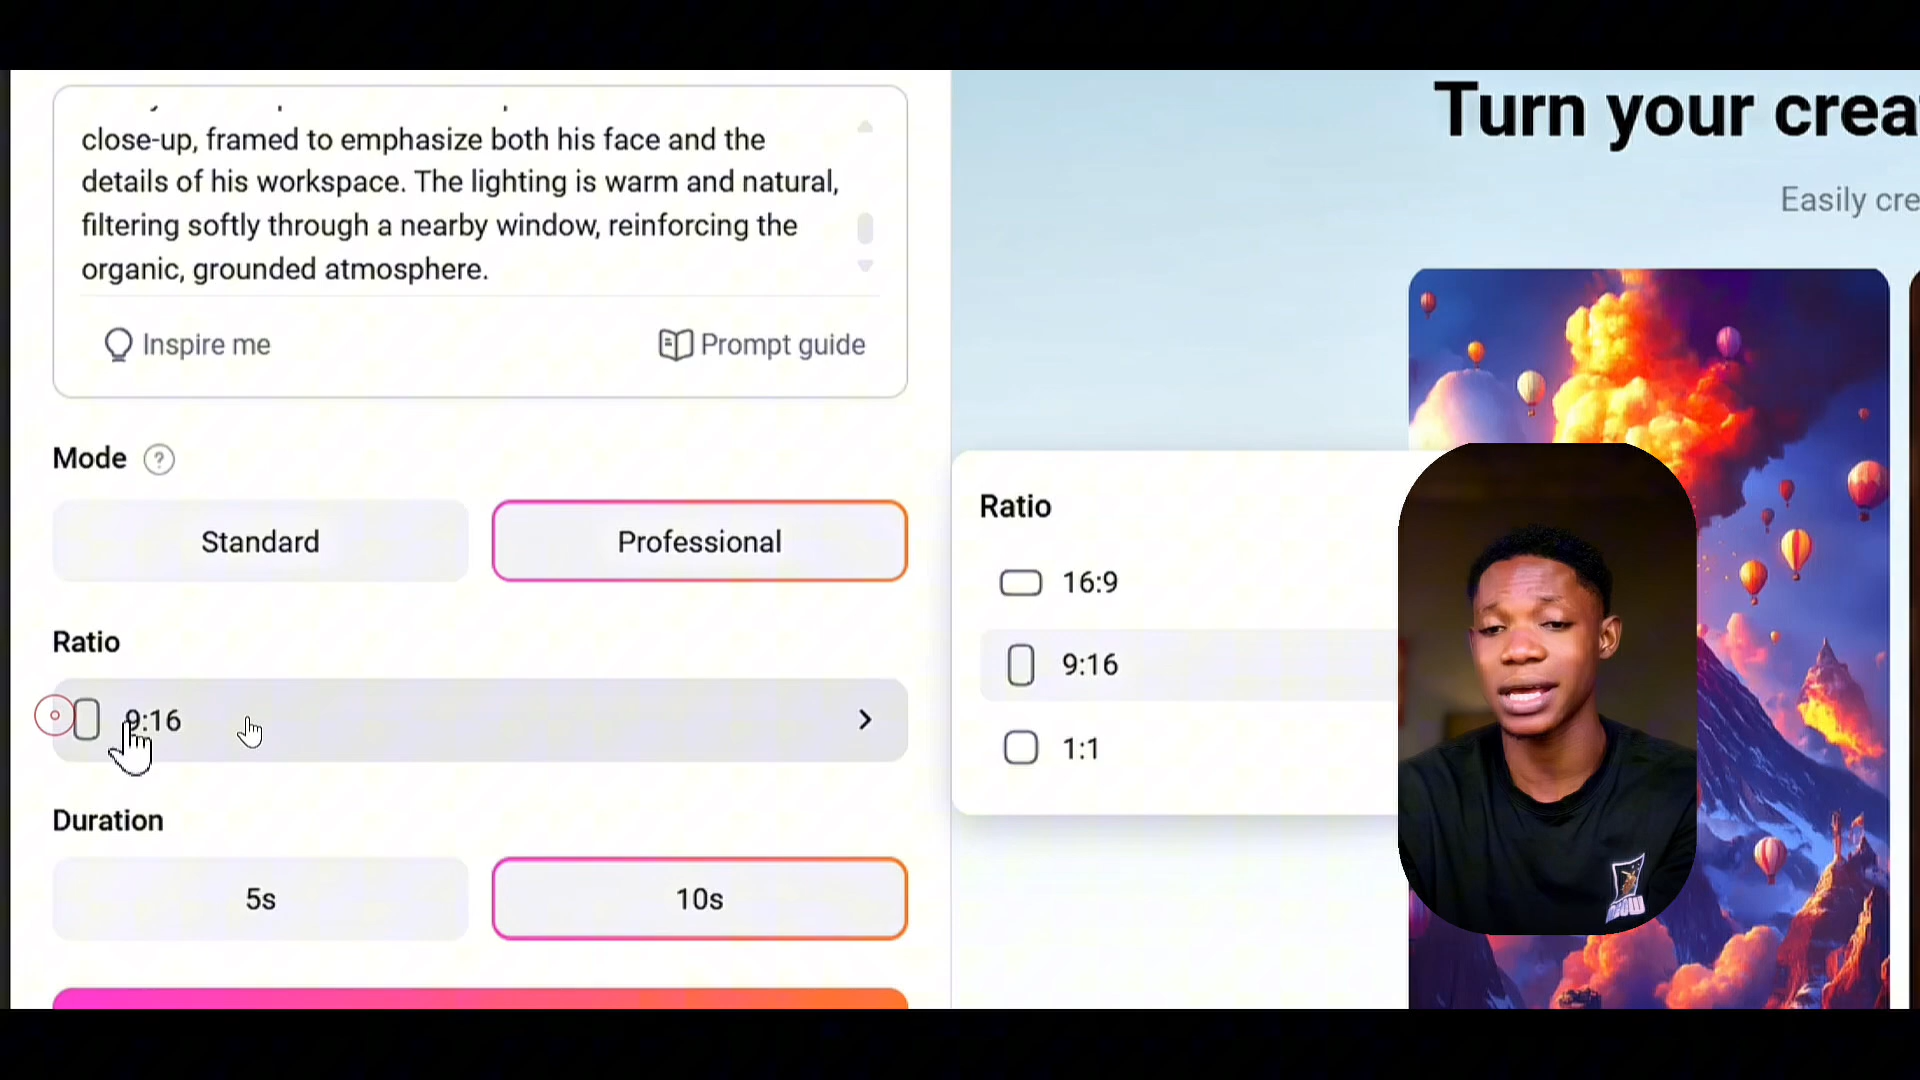 close-up, framed to emphasize both his face and the
details of his workspace. The lighting is warm and natural,
filtering softly through a nearby window, reinforcing the
organic, grounded atmosphere.
Inspire me
Prompt guide
Mode ?
Standard
Professional
Ratio
9:16
Duration
5s
10s
Ratio
16:9
9:16
1:1
Turn your crea
Easily cre